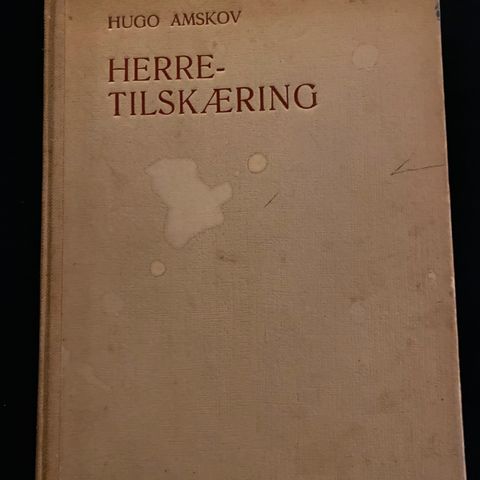 HUGO AMSKOV
HERRE-
TILSKÆRING